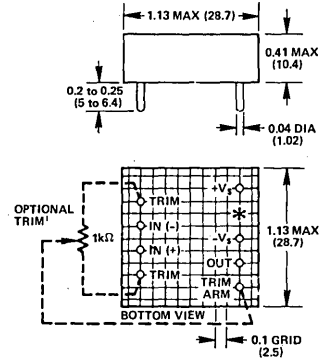 1.13 MAX (28.7)
0.41 MAX
(10.4)
0.2 to 0.25
(5 to 6.4)
0.04 DIA
(1.02)
OPTIONAL
TRIM¹
1kΩ
TRIM
IN (-)
IN (+)
TRIM
+Vs
*
-Vs
OUT
TRIM
ARM
1.13 MAX
(28.7)
BOTTOM VIEW
0.1 GRID
(2.5)